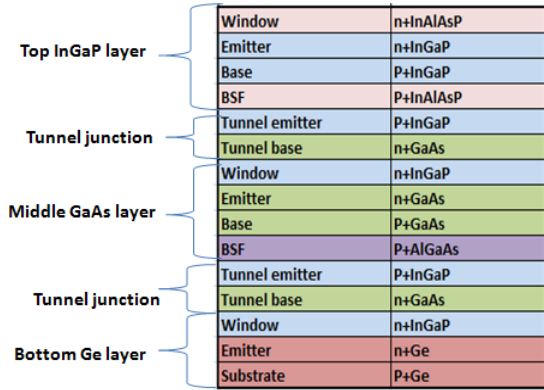 Top InGaP layer
Window n+InAlAsP
Emitter n+InGaP
Base P+InGaP
BSF P+InAlAsP
Tunnel junction
Tunnel emitter P+InGaP
Tunnel base n+GaAs
Middle GaAs layer
Window n+InGaP
Emitter n+GaAs
Base P+GaAs
BSF P+AlGaAs
Tunnel junction
Tunnel emitter P+InGaP
Tunnel base n+GaAs
Bottom Ge layer
Window n+InGaP
Emitter n+Ge
Substrate P+Ge